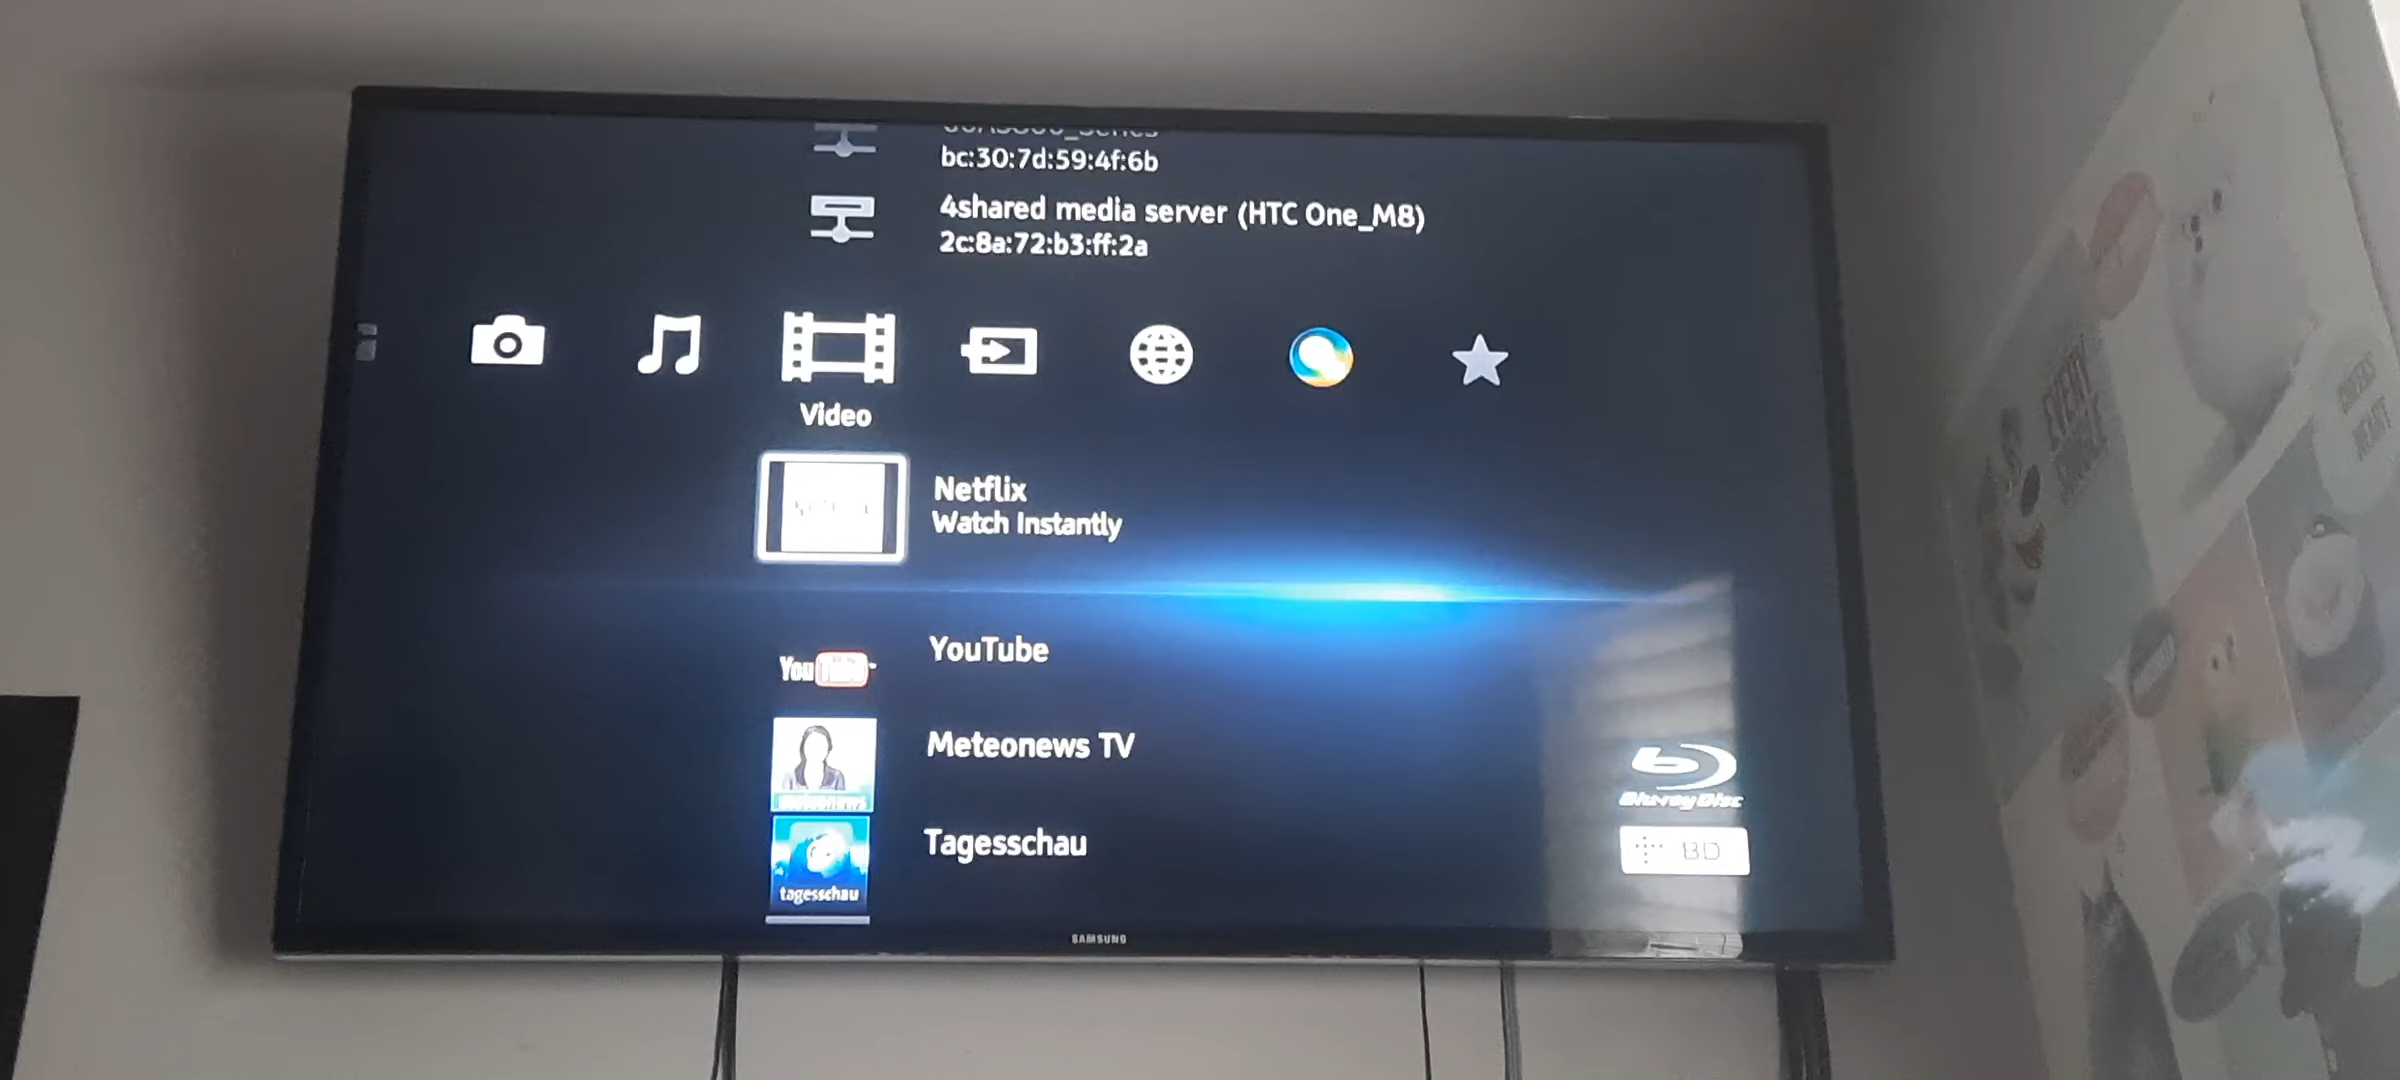 bc:30:7d:59:4f:6b
4shared media server (HTC One_M8)
2c:8a:72:b3:ff:2a
Video
Netflix
Watch Instantly
YouTube
YouTube
Meteonews TV
Blu-ray Disc
BD
Tagesschau
tagesschau
SAMSUNG